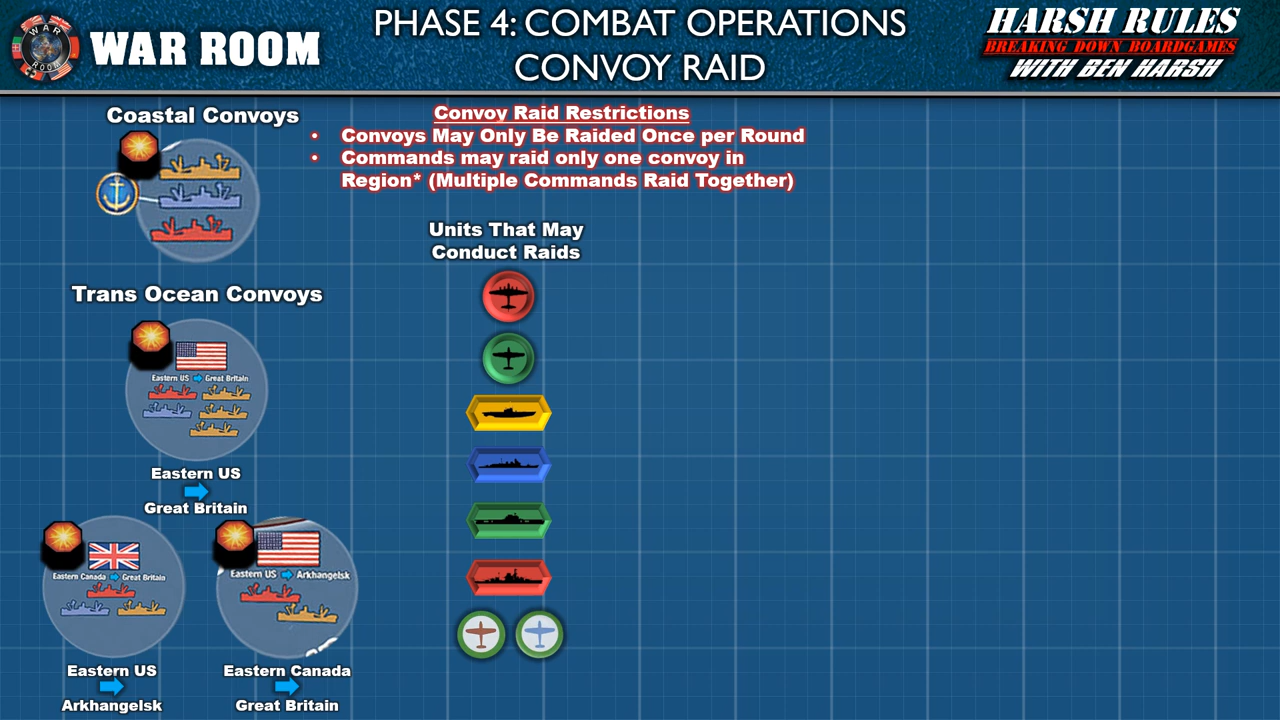 WAR ROOM
WAR
ROOM
PHASE 4: COMBAT OPERATIONS
CONVOY RAID
HARSH RULES
BREAKING DOWN BOARDGAMES
WITH BEN HARSH
Coastal Convoys
Convoy Raid Restrictions
• Convoys May Only Be Raided Once per Round
• Commands may raid only one convoy in
Region* (Multiple Commands Raid Together)
Units That May
Conduct Raids
Trans Ocean Convoys
Eastern US Great Britain
Eastern US
Great Britain
Eastern Canada Great Britain
Eastern US Arkhangelsk
Eastern US
Arkhangelsk
Eastern Canada
Great Britain